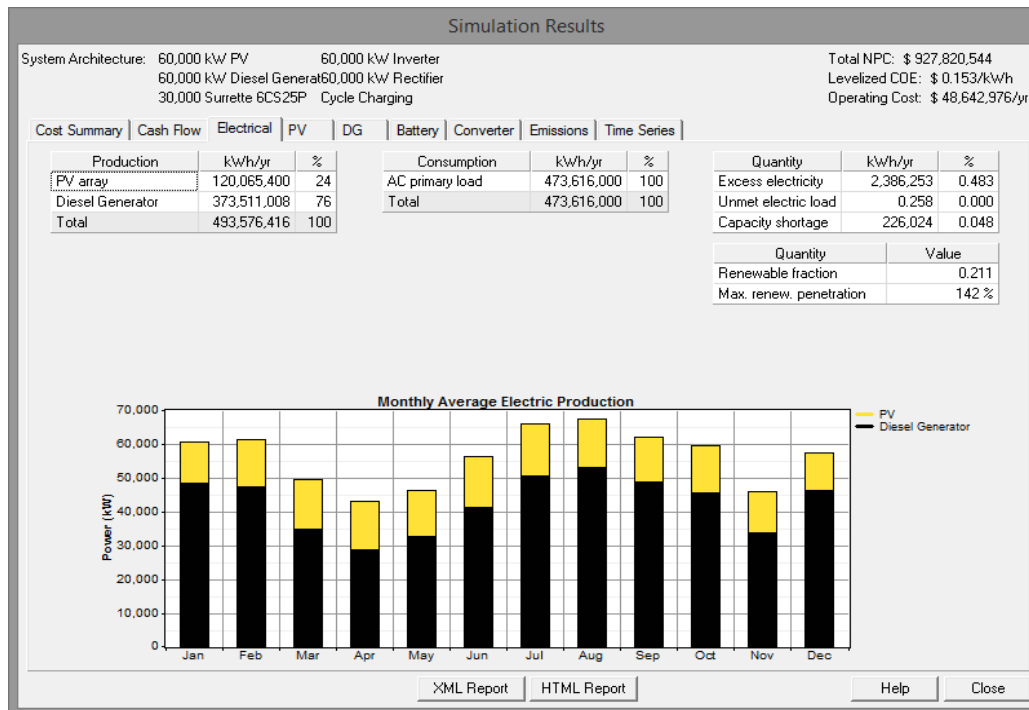 Simulation Results
System Architecture: 60,000 kW PV 60,000 kW Inverter
60,000 kW Diesel Generat60,000 kW Rectifier
30,000 Surrette 6CS25P Cycle Charging
Total NPC: $ 927,820,544
Levelized COE: $ 0.153/kWh
Operating Cost: $ 48,642,976/yr
Cost Summary Cash Flow Electrical PV DG Battery Converter Emissions Time Series
Production kWh/yr %
PV array 120,065,400 24
Diesel Generator 373,511,008 76
Total 493,576,416 100
Consumption kWh/yr %
AC primary load 473,616,000 100
Total 473,616,000 100
Quantity kWh/yr %
Excess electricity 2,386,253 0.483
Unmet electric load 0.258 0.000
Capacity shortage 226,024 0.048
Quantity Value
Renewable fraction 0.211
Max. renew. penetration 142 %
Monthly Average Electric Production
Power (kW)
70,000
60,000
50,000
40,000
30,000
20,000
10,000
0
Jan Feb Mar Apr May Jun Jul Aug Sep Oct Nov Dec
PV
Diesel Generator
XML Report HTML Report Help Close